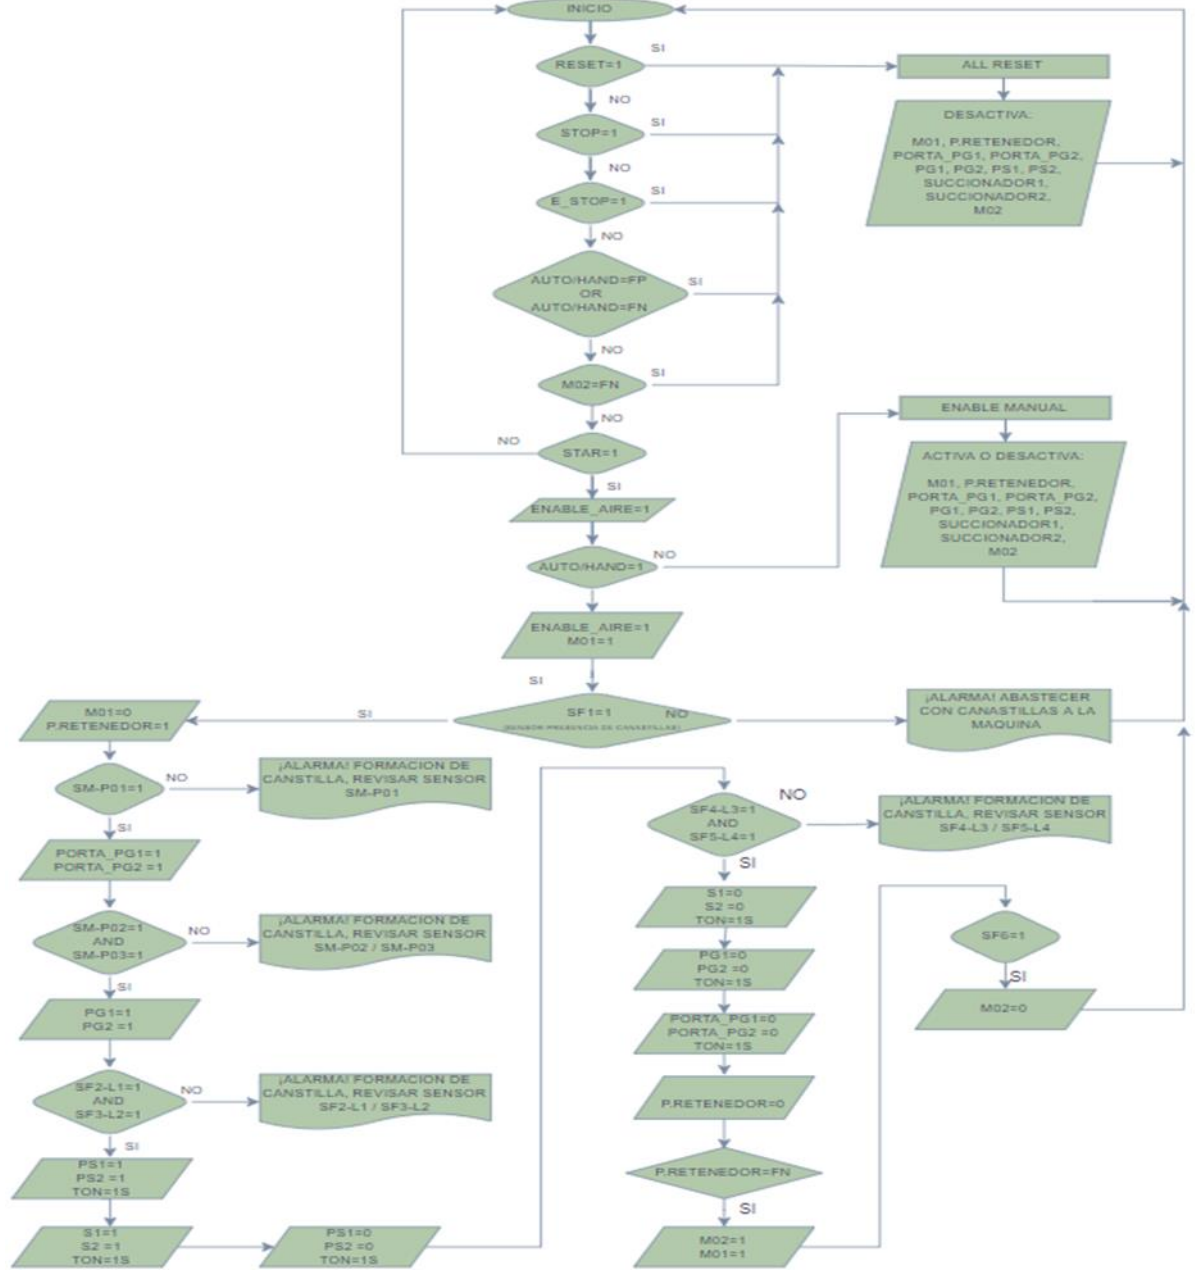 INICIO
RESET=1
SI
NO
STOP=1
SI
NO
E_STOP=1
SI
NO
AUTO/HAND=FP
OR
AUTO/HAND=FN
SI
NO
M02=FN
SI
NO
STAR=1
NO
SI
ENABLE_AIRE=1
AUTO/HAND=1
NO
ENABLE_AIRE=1
M01=1
SI
SF1=1
(SENSOR PRESENCIA DE CANASTILLAS)
SI
NO
ALL RESET
DESACTIVA:
M01, P.RETENEDOR,
PORTA_PG1, PORTA_PG2,
PG1, PG2, PS1, PS2,
SUCCIONADOR1,
SUCCIONADOR2,
M02
ENABLE MANUAL
ACTIVA O DESACTIVA:
M01, P.RETENEDOR,
PORTA_PG1, PORTA_PG2,
PG1, PG2, PS1, PS2,
SUCCIONADOR1,
SUCCIONADOR2,
M02
¡ALARMA! ABASTECER
CON CANASTILLAS A LA
MAQUINA
M01=0
P.RETENEDOR=1
SM-P01=1
NO
¡ALARMA! FORMACION DE
CANSTILLA, REVISAR SENSOR
SM-P01
SI
PORTA_PG1=1
PORTA_PG2 =1
SM-P02=1
AND
SM-P03=1
NO
¡ALARMA! FORMACION DE
CANSTILLA, REVISAR SENSOR
SM-P02 / SM-P03
SI
PG1=1
PG2 =1
SF2-L1=1
AND
SF3-L2=1
NO
¡ALARMA! FORMACION DE
CANSTILLA, REVISAR SENSOR
SF2-L1 / SF3-L2
SI
PS1=1
PS2 =1
TON=1S
S1=1
S2 =1
TON=1S
PS1=0
PS2 =0
TON=1S
SF4-L3=1
AND
SF5-L4=1
NO
¡ALARMA! FORMACION DE
CANSTILLA, REVISAR SENSOR
SF4-L3 / SF5-L4
SI
S1=0
S2 =0
TON=1S
PG1=0
PG2 =0
TON=1S
PORTA_PG1=0
PORTA_PG2 =0
TON=1S
P.RETENEDOR=0
P.RETENEDOR=FN
SI
M02=1
M01=1
SF6=1
SI
M02=0